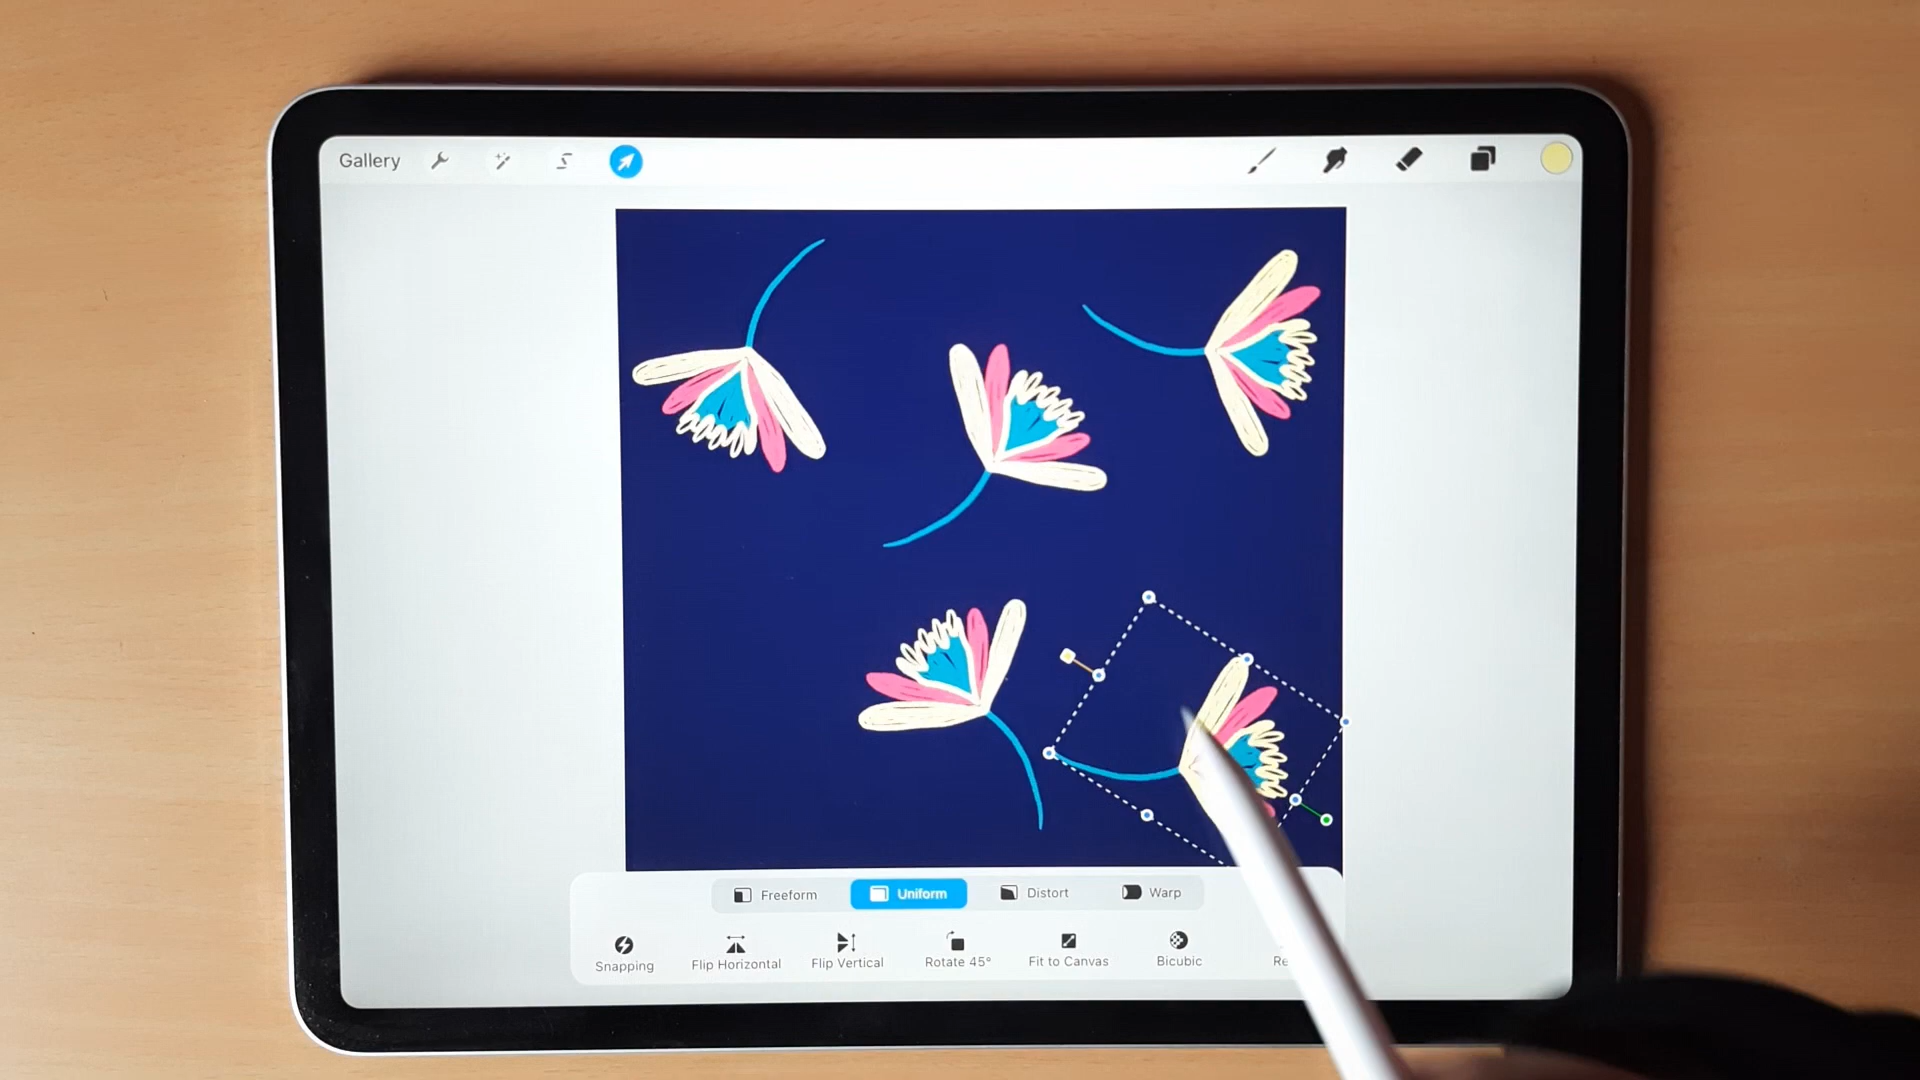 Gallery
Freeform Uniform Distort Warp
Snapping Flip Horizontal Flip Vertical Rotate 45° Fit to Canvas Bicubic